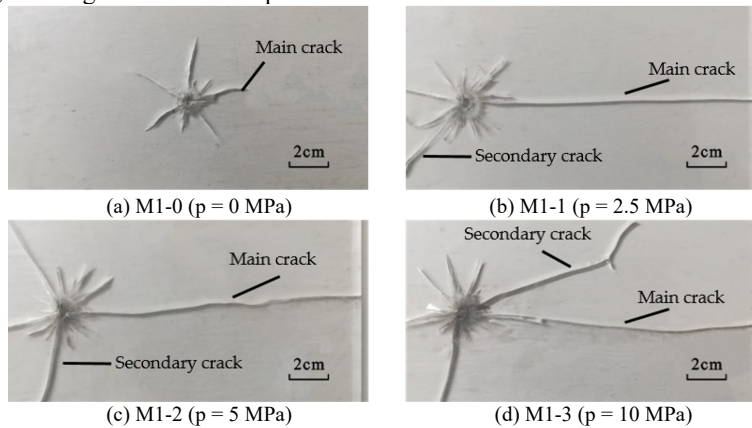 Main crack
2cm
(a) M1-0 (p = 0 MPa)
Main crack
Secondary crack
2cm
(b) M1-1 (p = 2.5 MPa)
Main crack
Secondary crack
2cm
(c) M1-2 (p = 5 MPa)
Secondary crack
Main crack
2cm
(d) M1-3 (p = 10 MPa)